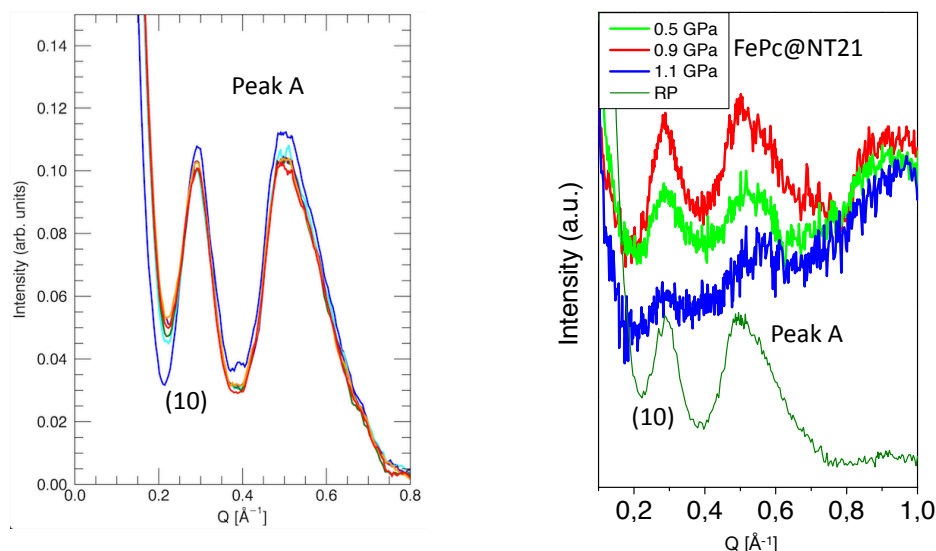 0.14
0.12
0.10
0.08
0.06
0.04
0.02
0.00
Intensity (arb. units)
Peak A
(10)
0.0 0.2 0.4 0.6 0.8
Q [Å⁻¹]
0.5 GPa
0.9 GPa
1.1 GPa
RP
FePc@NT21
Intensity (a.u.)
Peak A
(10)
0,2 0,4 0,6 0,8 1,0
Q [Å⁻¹]